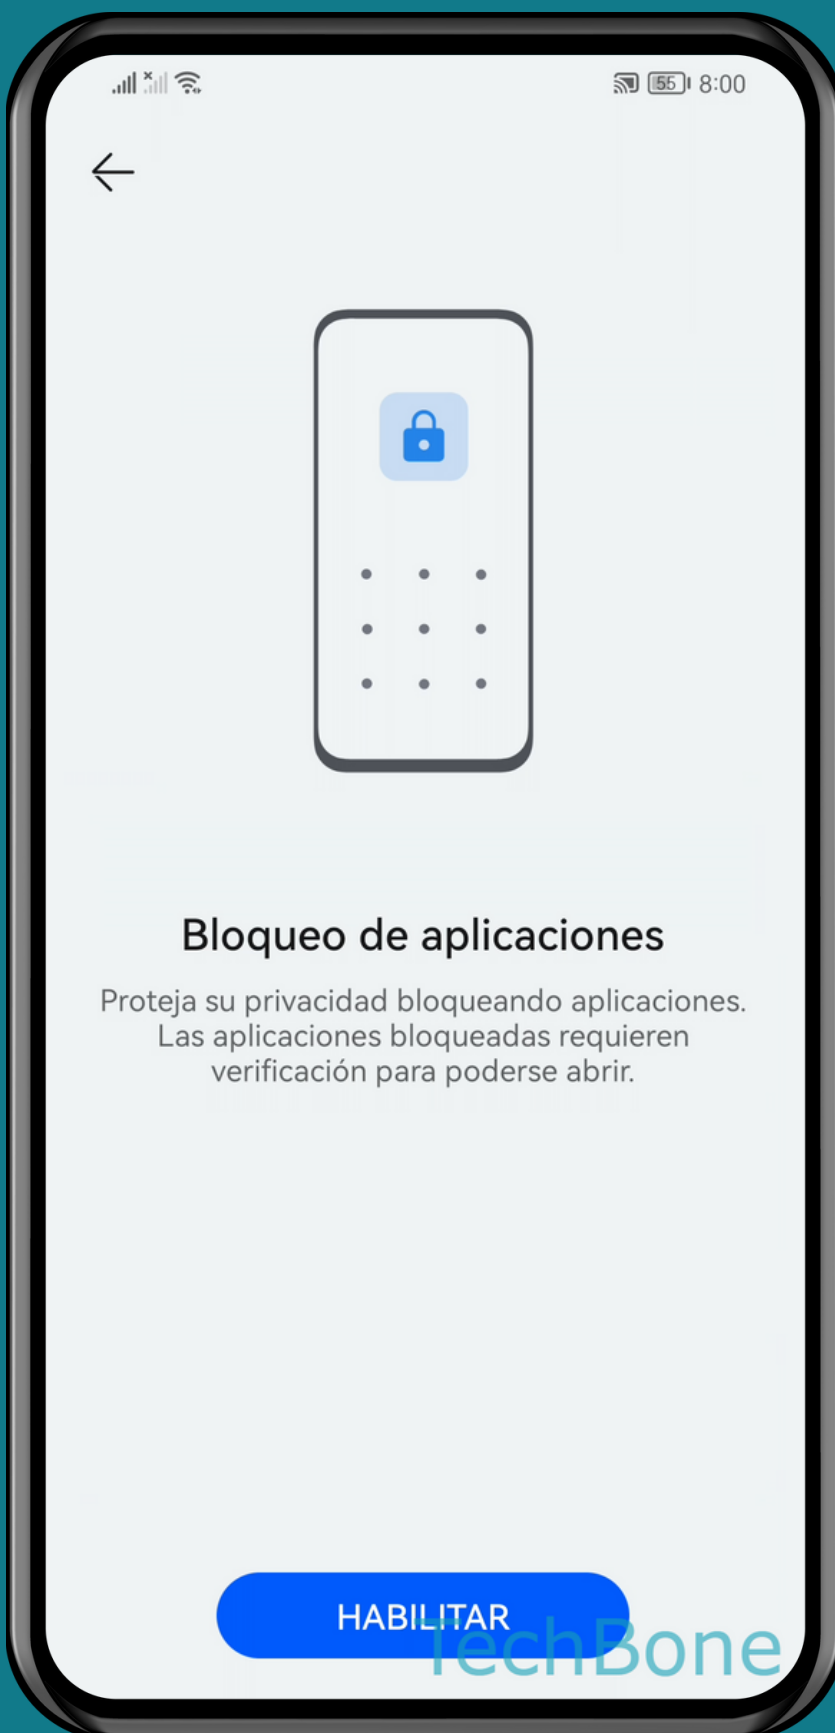 55 8:00
Bloqueo de aplicaciones
Proteja su privacidad bloqueando aplicaciones.
Las aplicaciones bloqueadas requieren
verificación para poderse abrir.
HABILITAR
TechBone